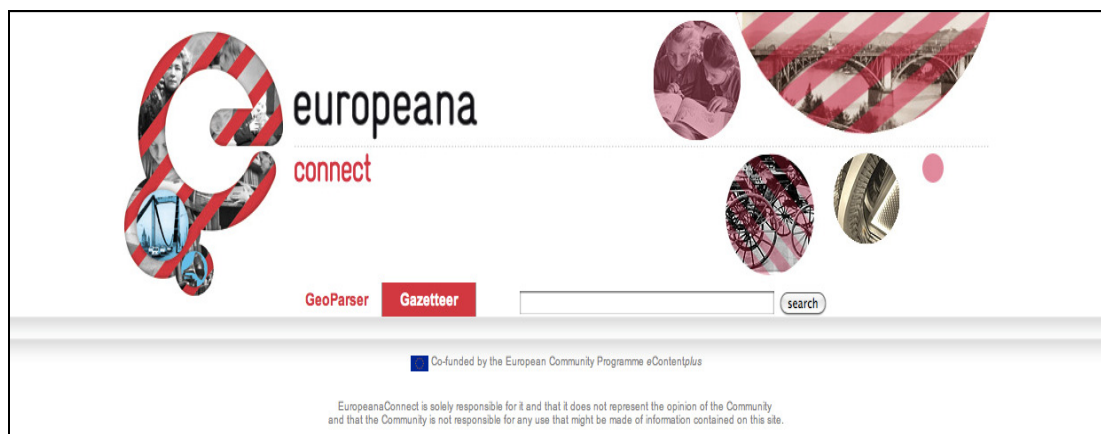 europeana
connect
GeoParser Gazetteer search
Co-funded by the European Community Programme eContentplus
EuropeanaConnect is solely responsible for it and that it does not represent the opinion of the Community
and that the Community is not responsible for any use that might be made of information contained on this site.